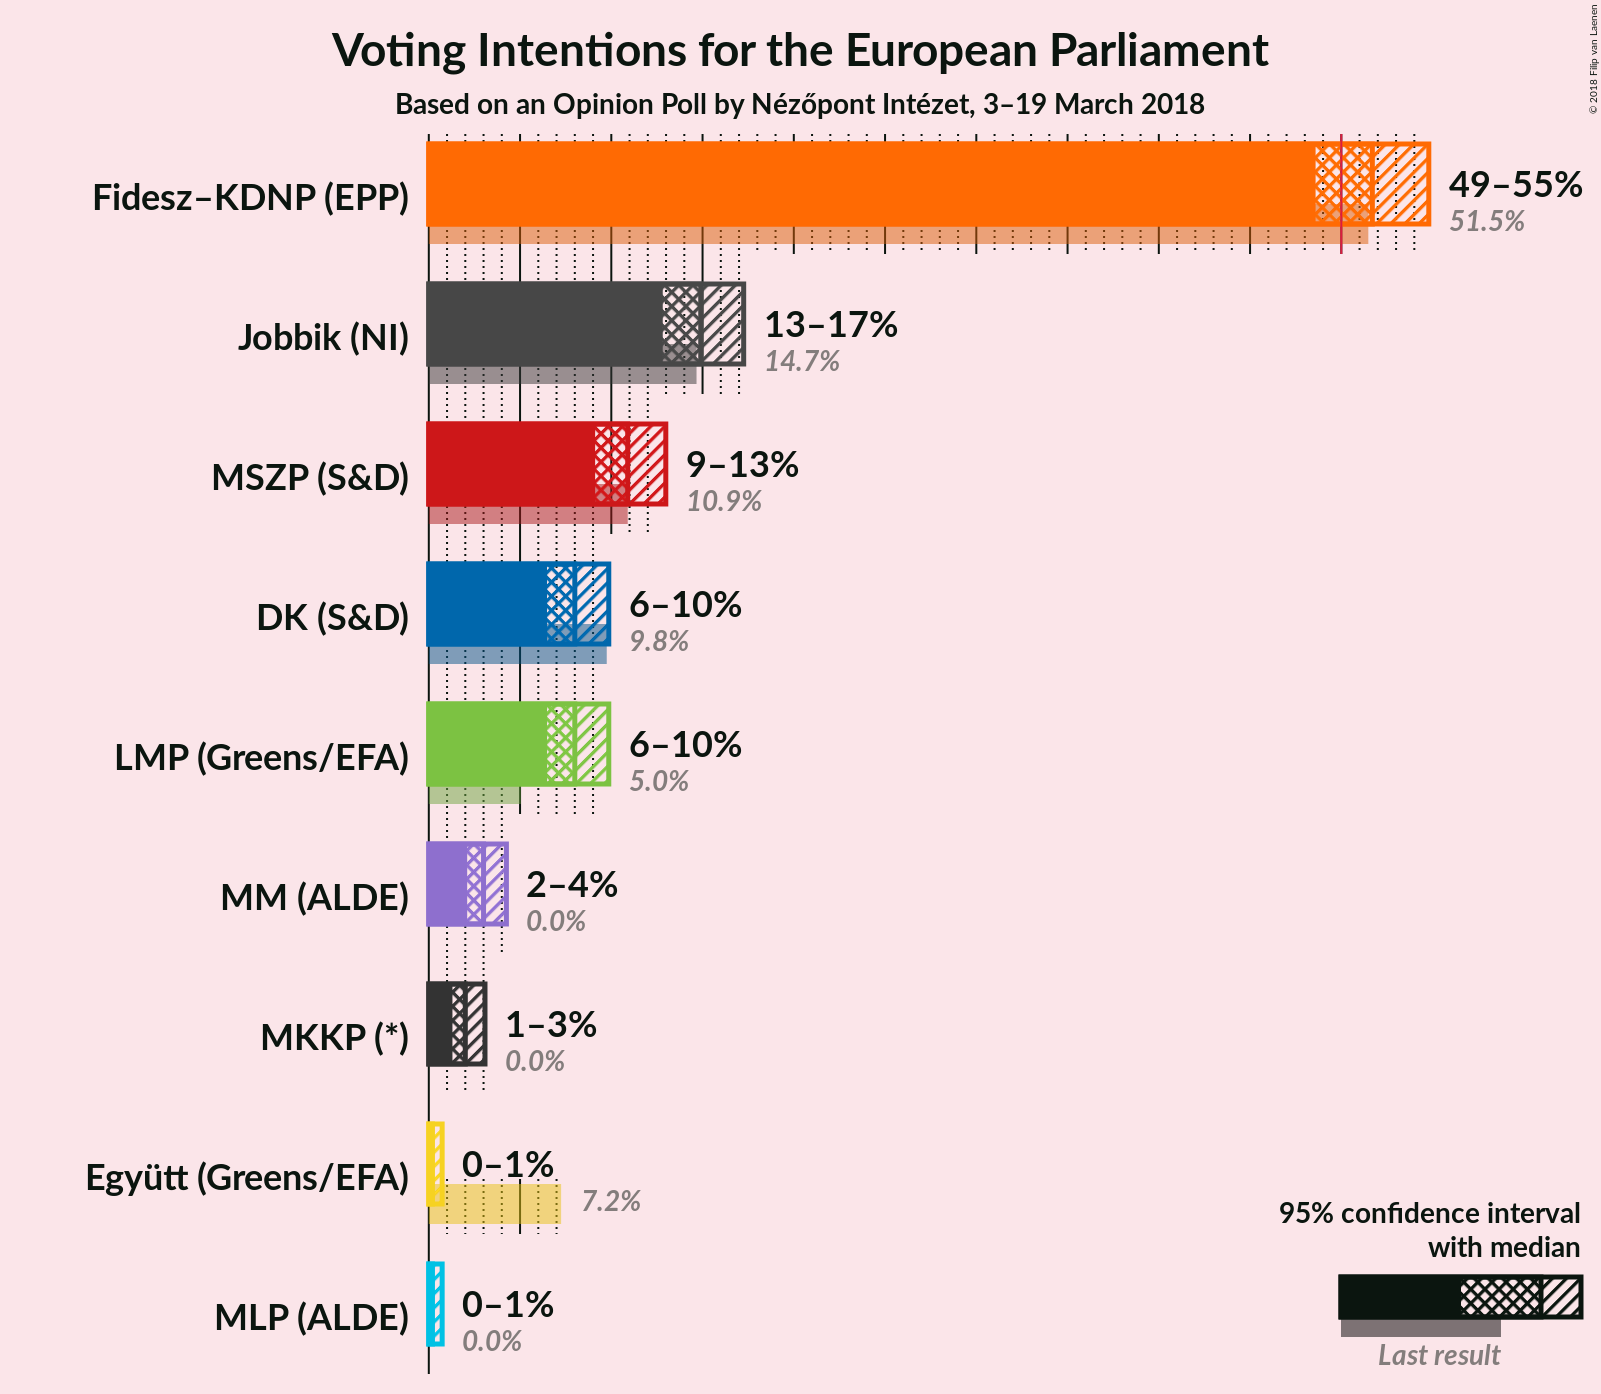 Voting Intentions for the European Parliament
Based on an Opinion Poll by Nézőpont Intézet, 3–19 March 2018
© 2018 Filip van Laenen
Fidesz–KDNP (EPP)
49–55%
51.5%
Jobbik (NI)
13–17%
14.7%
MSZP (S&D)
9–13%
10.9%
DK (S&D)
6–10%
9.8%
LMP (Greens/EFA)
6–10%
5.0%
MM (ALDE)
2–4%
0.0%
MKKP (*)
1–3%
0.0%
Együtt (Greens/EFA)
0–1%
7.2%
MLP (ALDE)
0–1%
0.0%
95% confidence interval
with median
Last result